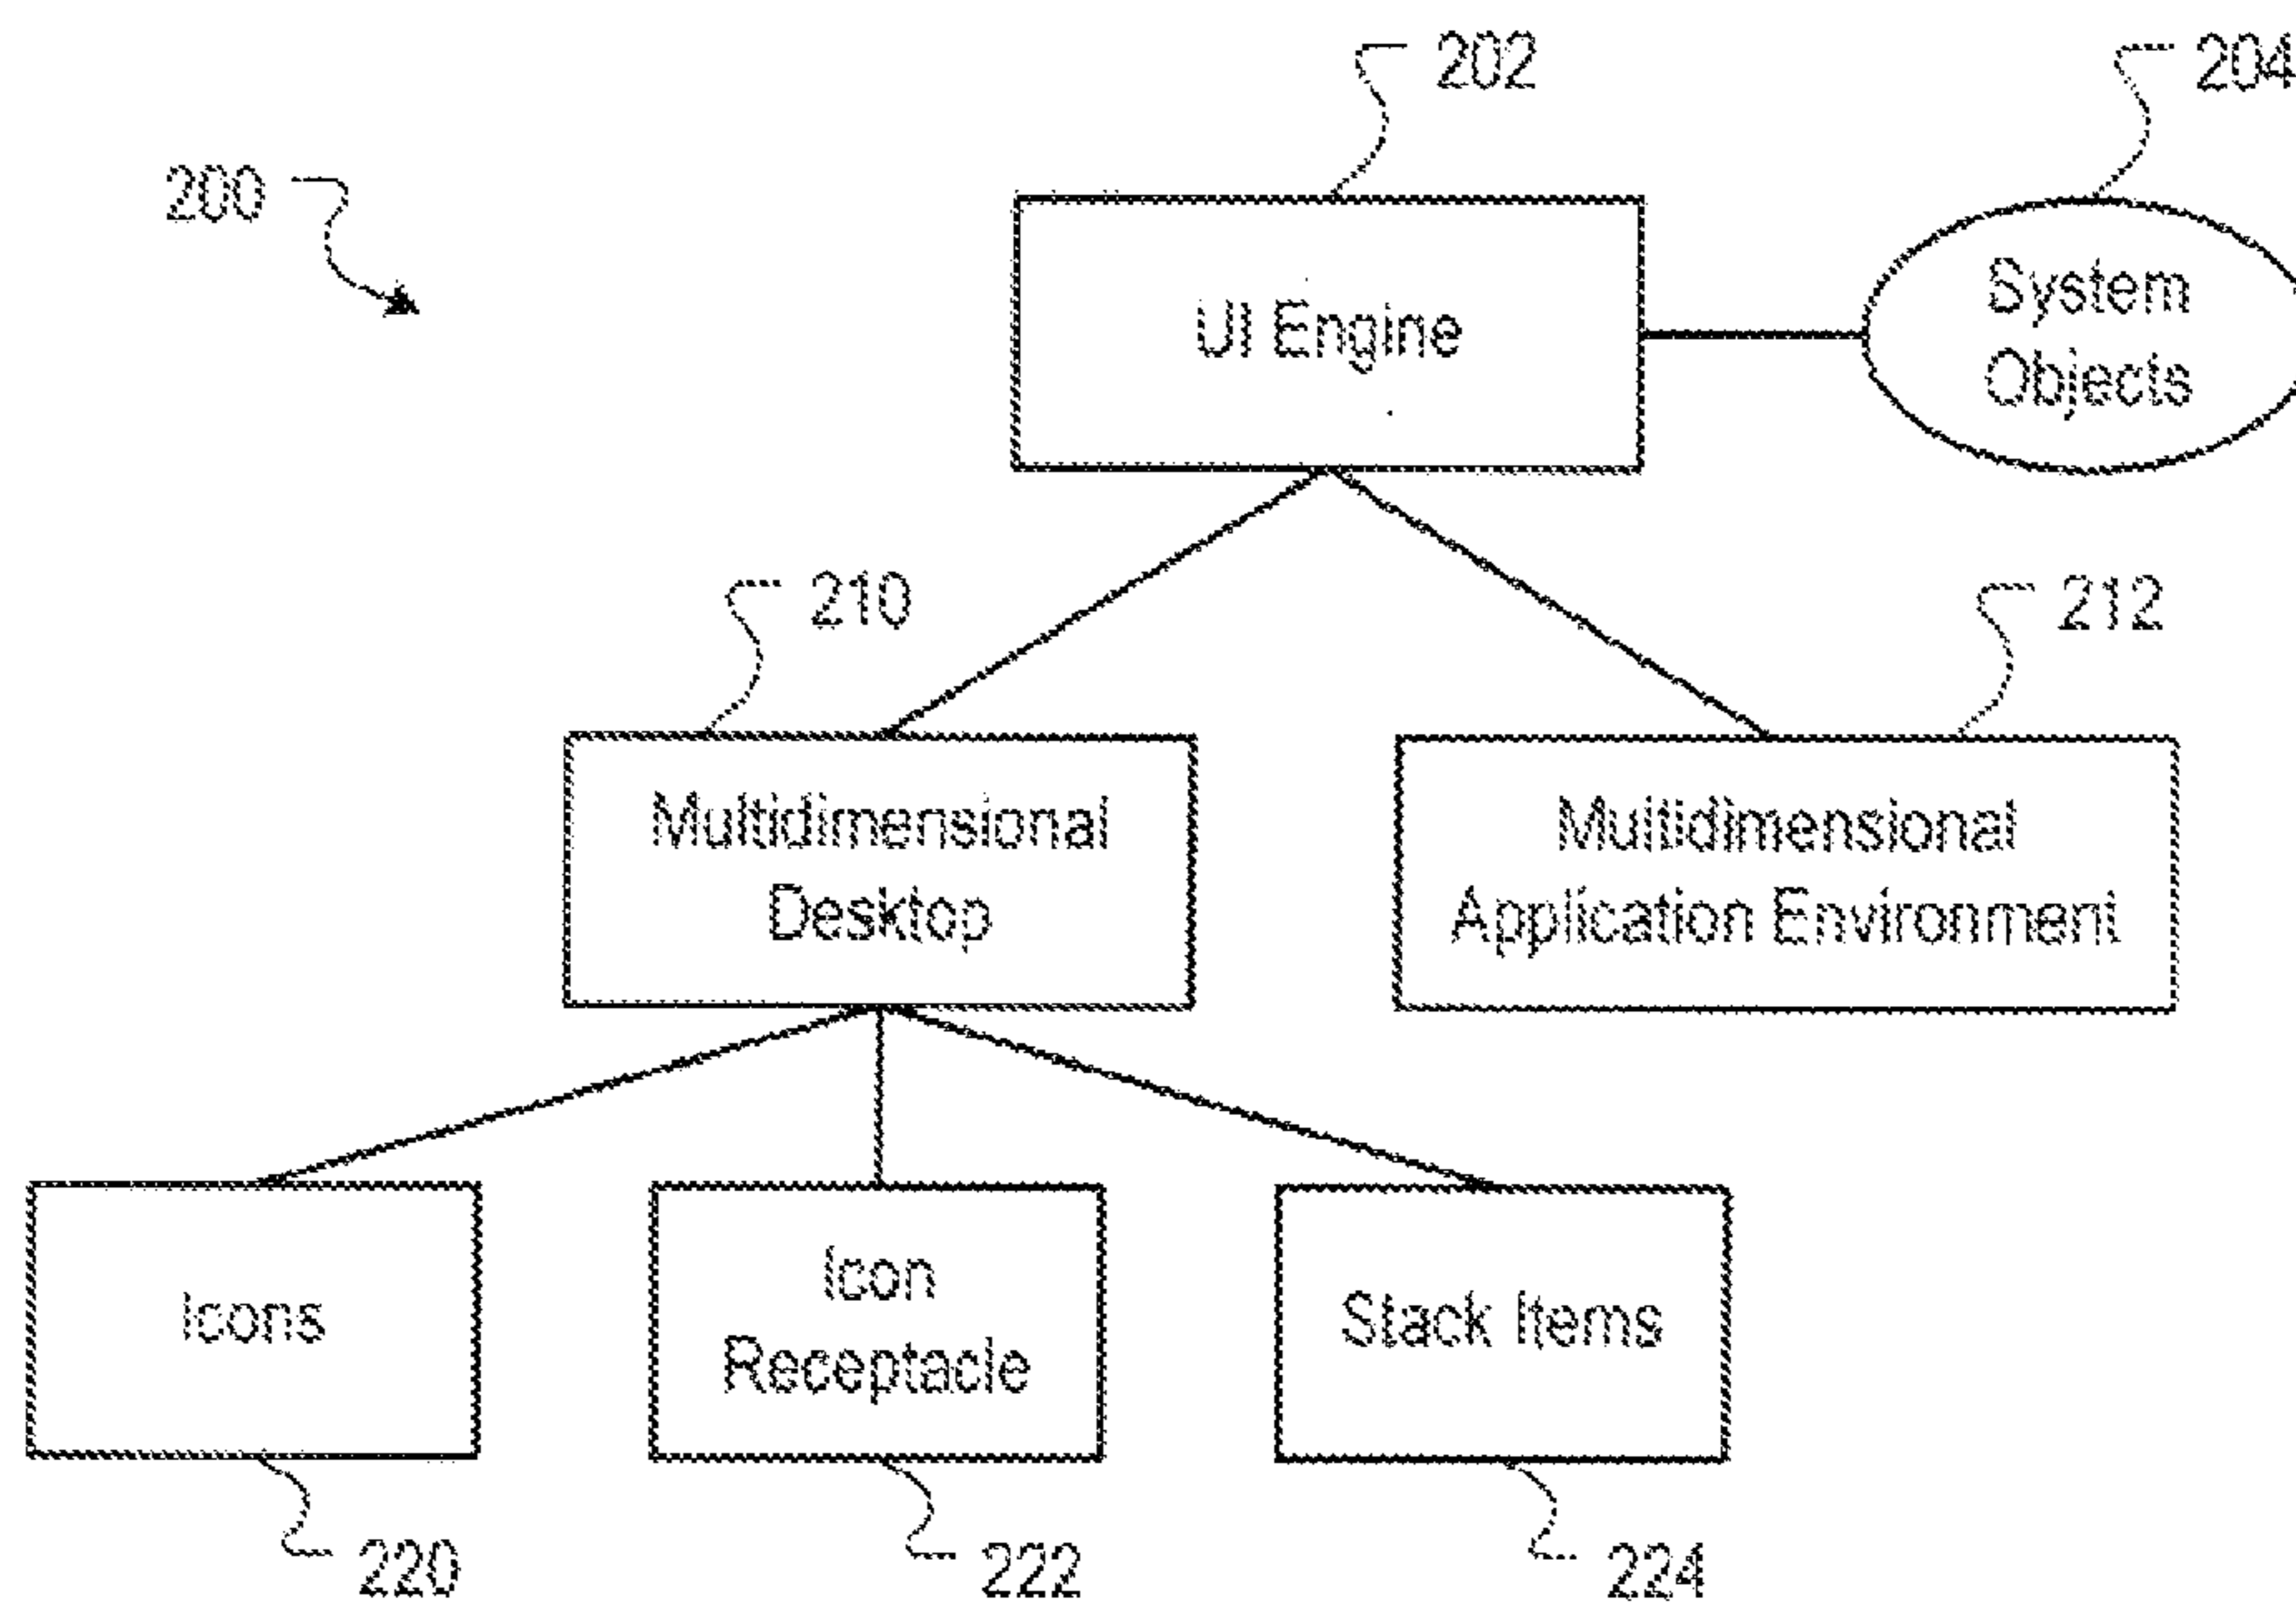 202
204
200
UI Engine
System
Objects
210
212
Multidimensional
Desktop
Multidimensional
Application Environment
Icons
Icon
Receptacle
Stack Items
220
222
224